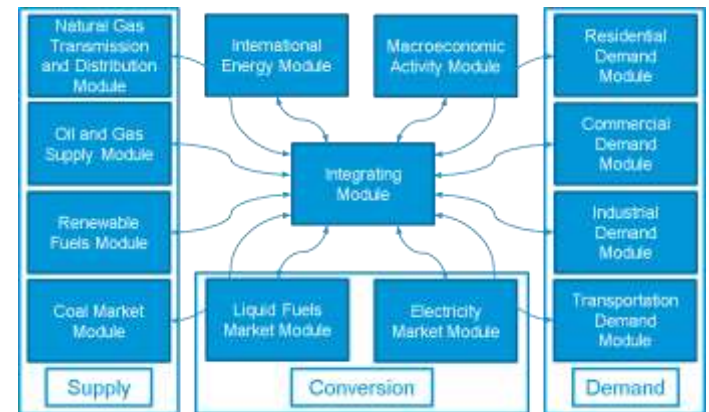 Natural Gas
Transmission
and Distribution
Module
International
Energy Module
Macroeconomic
Activity Module
Residential
Demand
Module
Oil and Gas
Supply Module
Commercial
Demand
Module
Integrating
Module
Renewable
Fuels Module
Industrial
Demand
Module
Coal Market
Module
Liquid Fuels
Market Module
Electricity
Market Module
Transportation
Demand
Module
Supply
Conversion
Demand